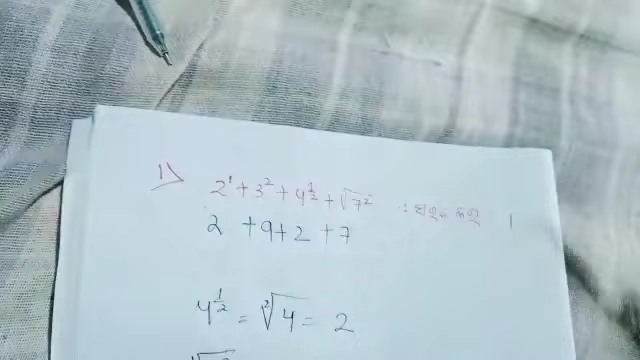 1) 2¹ + 3² + 4^½ + √7² : সরল কর ।
2 + 9 + 2 + 7
4^½ = ²√4 = 2